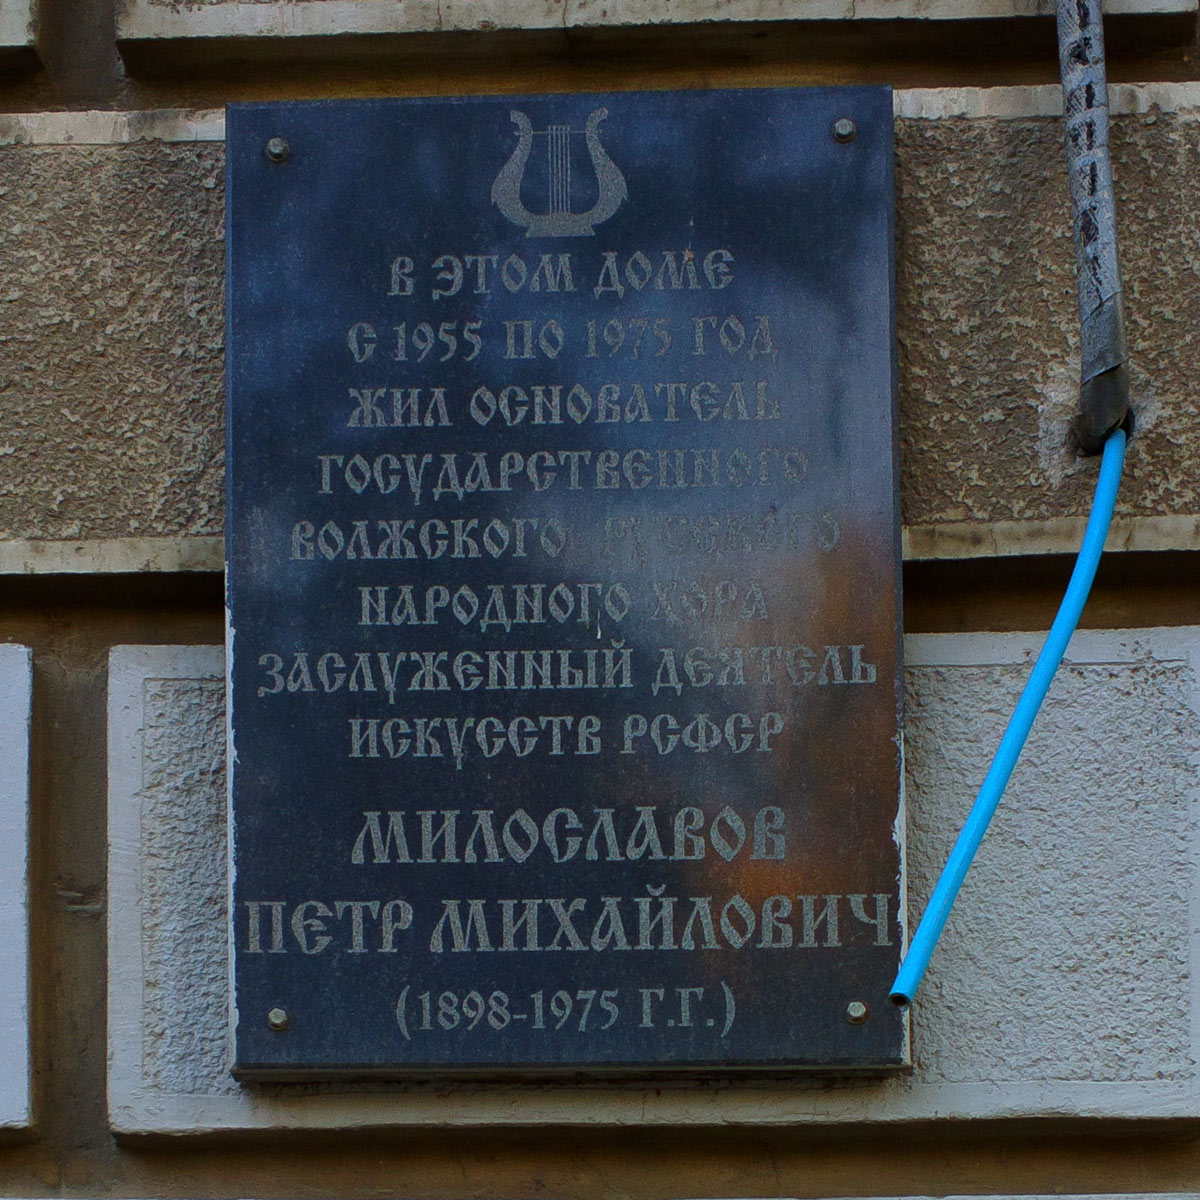 В ЭТОМ ДОМЕ
С 1955 ПО 1975 ГОД
ЖИЛ ОСНОВАТЕЛЬ
ГОСУДАРСТВЕННОГО
ВОЛЖСКОГО РУССКОГО
НАРОДНОГО ХОРА
ЗАСЛУЖЕННЫЙ ДЕЯТЕЛЬ
ИСКУССТВ РСФСР
МИЛОСЛАВОВ
ПЕТР МИХАЙЛОВИЧ
(1898-1975 Г.Г.)